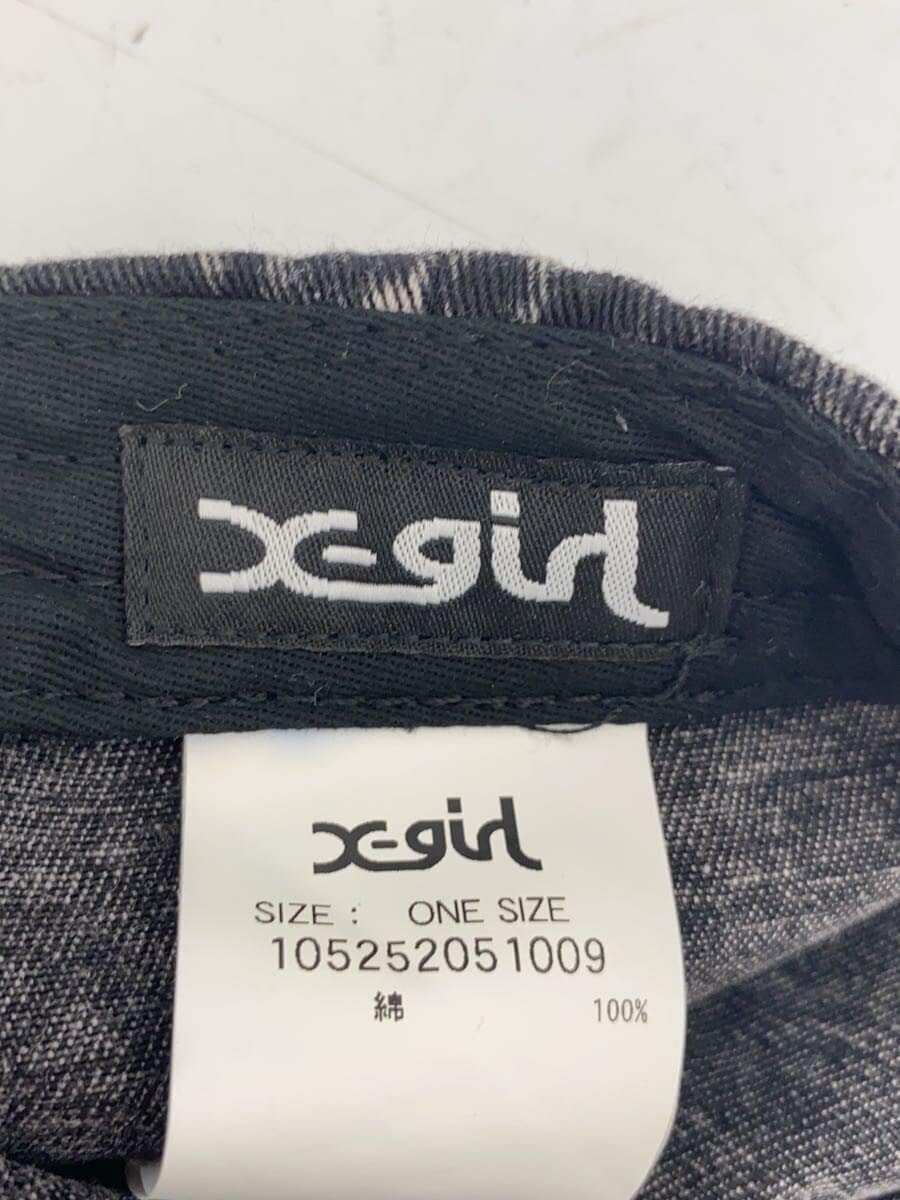 X-girl
X-girl
SIZE : ONE SIZE
105252051009
綿 100%